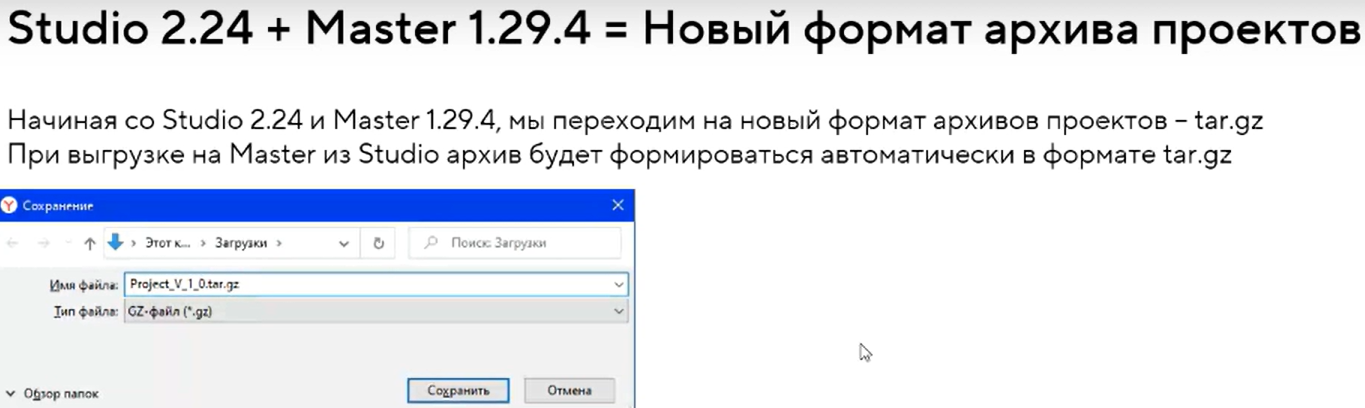 Studio 2.24 + Master 1.29.4 = Новый формат архива проектов
Начиная со Studio 2.24 и Master 1.29.4, мы переходим на новый формат архивов проектов – tar.gz
При выгрузке на Master из Studio архив будет формироваться автоматически в формате tar.gz
Сохранение
Этот к... › Загрузки › Поиск: Загрузки
Имя файла: Project_V_1_0.tar.gz
Тип файла: GZ-файл (*.gz)
Обзор папок Сохранить Отмена